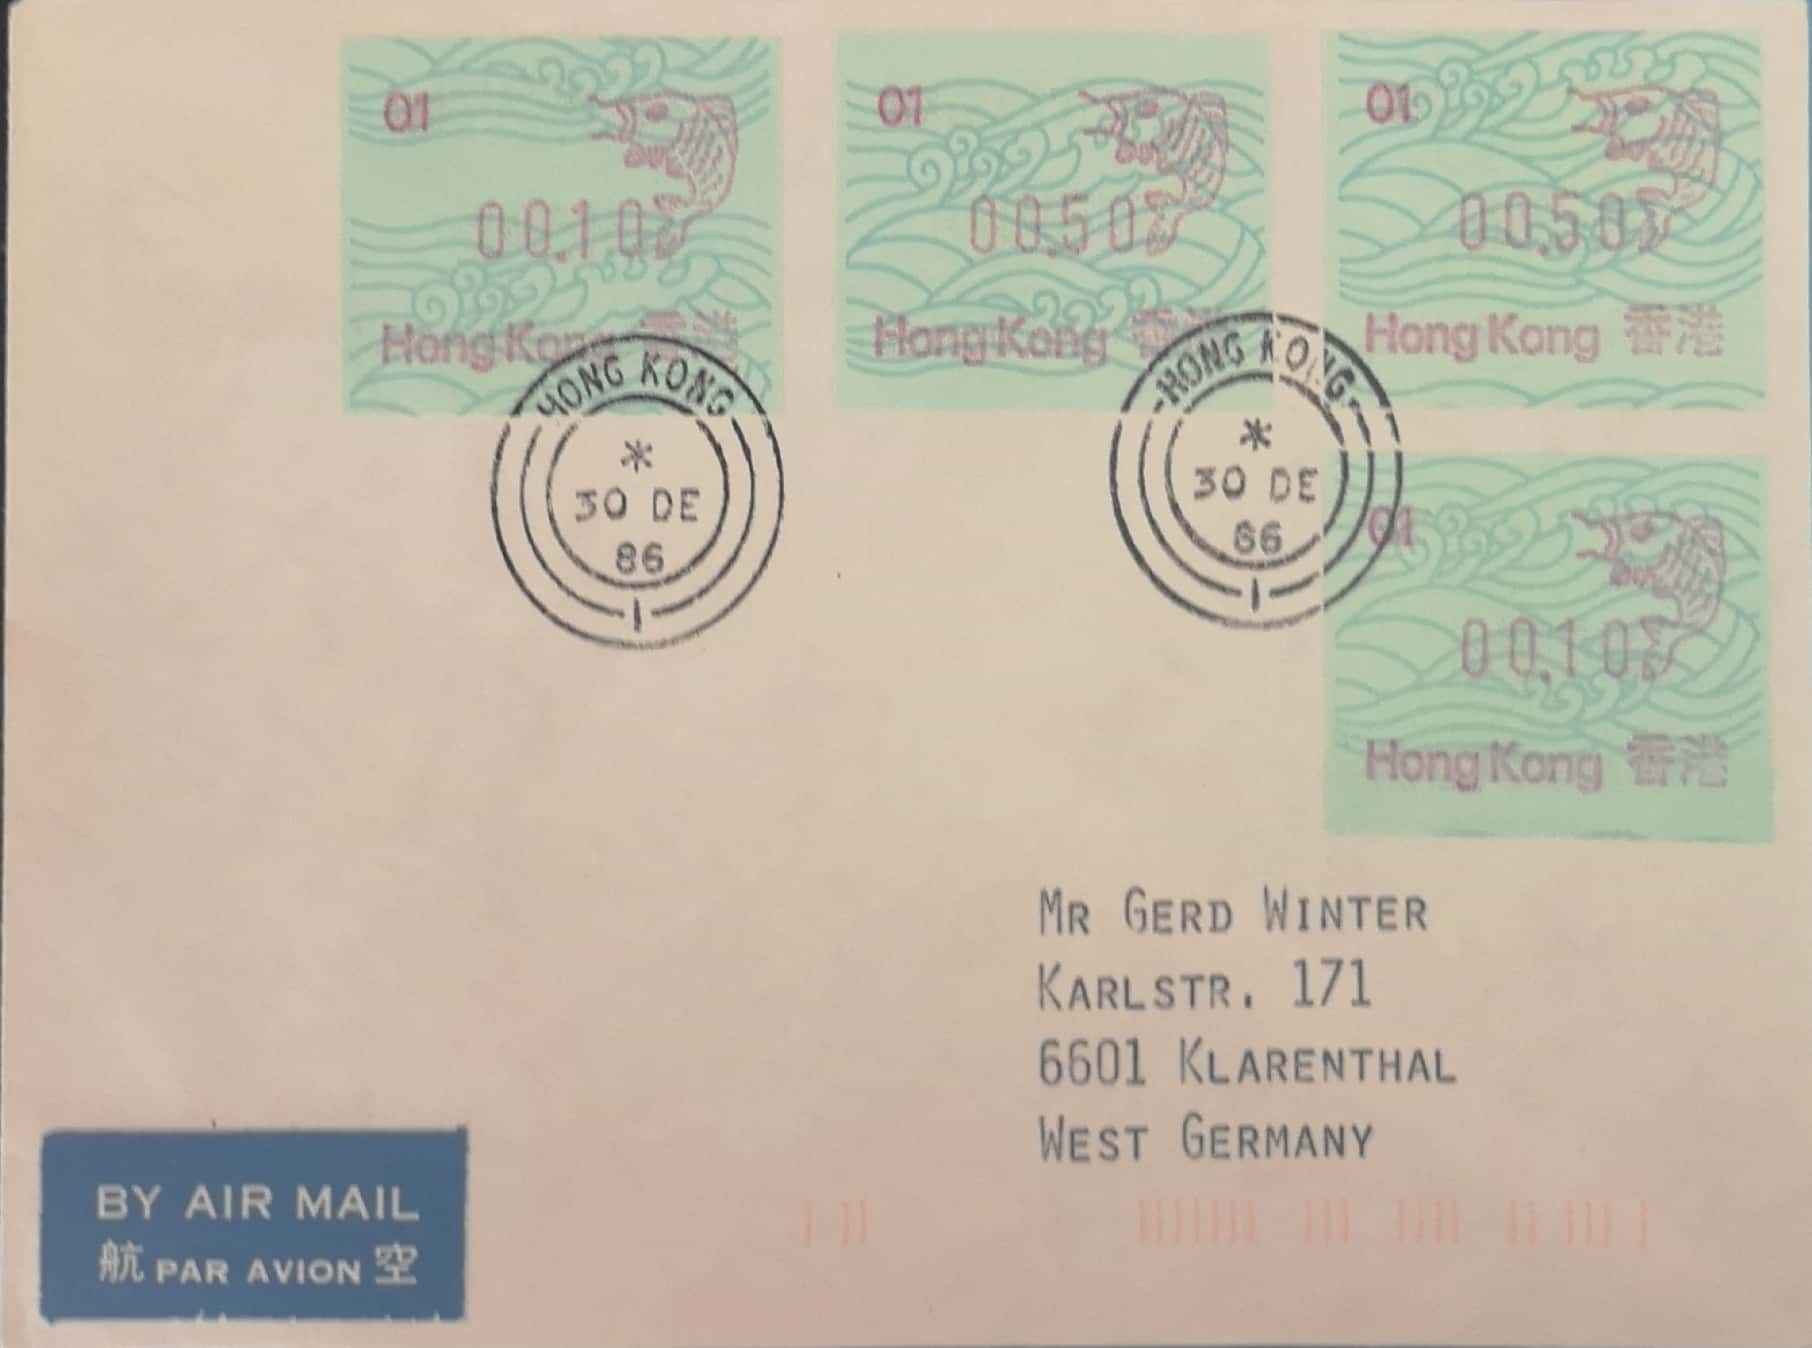 01
00.10
Hong Kong 香港
01
00.50
Hong Kong 香港
01
00.50
Hong Kong 香港
HONG KONG
*
30 DE
86
1
HONG KONG
*
30 DE
86
1
01
00.10
Hong Kong 香港
MR GERD WINTER
KARLSTR. 171
6601 KLARENTHAL
WEST GERMANY
BY AIR MAIL
航 PAR AVION 空